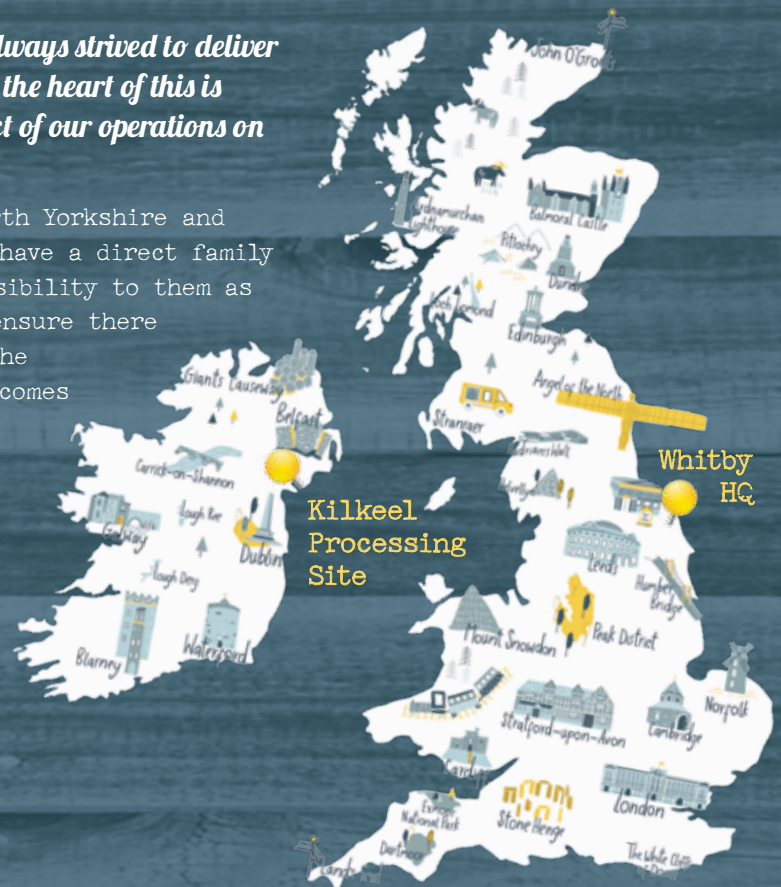 lways strived to deliver
the heart of this is
ct of our operations on
rth Yorkshire and
have a direct family
sibility to them as
ensure there
he
comes
John O'Groats
Ardnamurchan
Lighthouse
Balmoral Castle
Pitlochry
Dundee
Loch Lomond
Edinburgh
Giants Causeway
Belfast
Angel of the North
Stranraer
Hadrians Wall
Carrick-on-Shannon
Whitby
HQ
Kilkeel
Processing
Site
Lough Ree
Galway
Dublin
Leeds
Humber
Bridge
Lough Derg
Mount Snowdon
Peak District
Blarney
Waterford
Norfolk
Stratford-upon-Avon
Cambridge
Cardiff
London
Exmoor
National Park
Stone Henge
Dartmoor
The White Cliffs
Lands